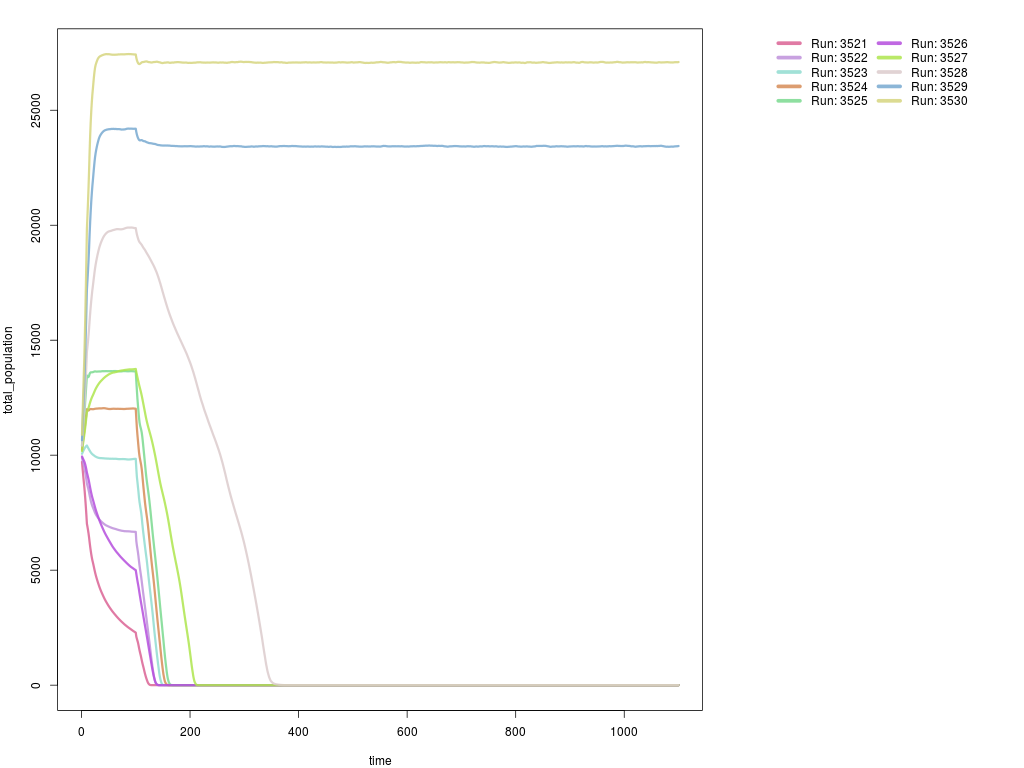 total_population
25000
20000
15000
10000
5000
0
0 200 400 600 800 1000
time
Run: 3521 Run: 3526
Run: 3522 Run: 3527
Run: 3523 Run: 3528
Run: 3524 Run: 3529
Run: 3525 Run: 3530